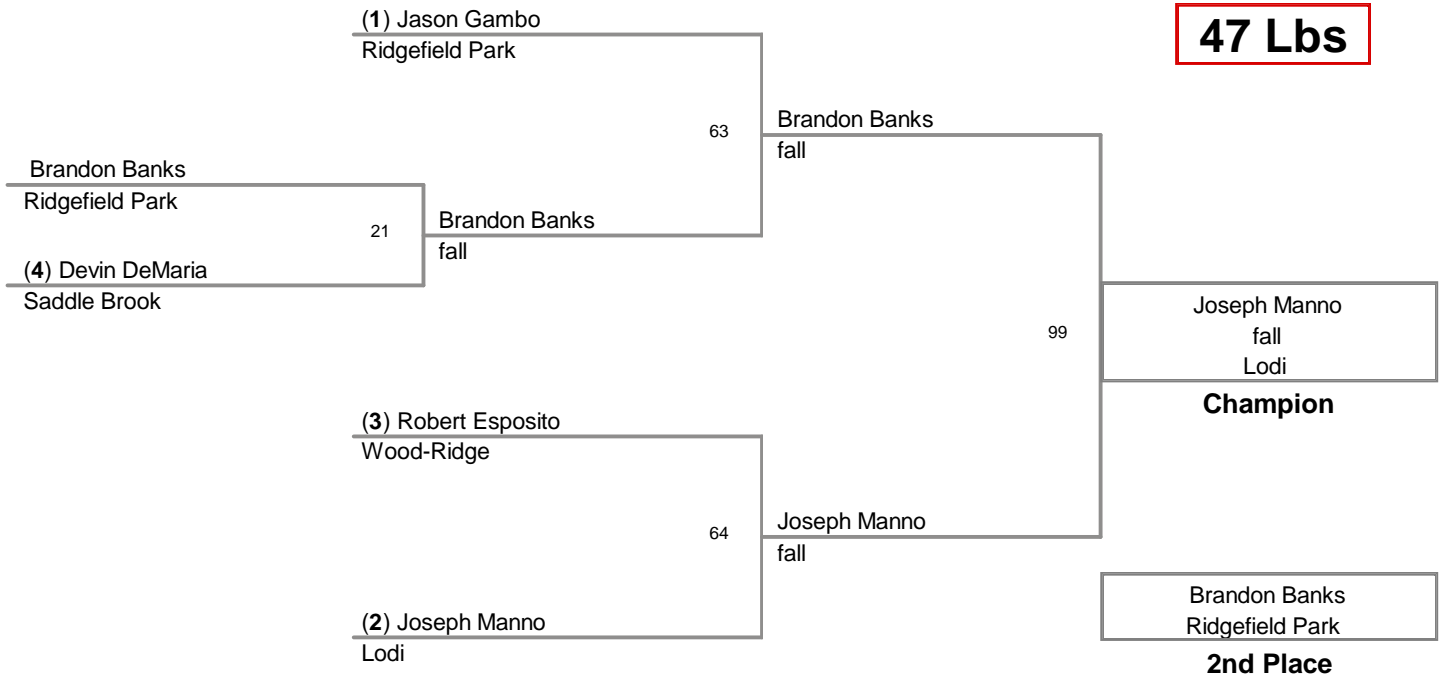 (1) Jason Gambo
Ridgefield Park
47 Lbs
63
Brandon Banks
fall
Brandon Banks
Ridgefield Park
21
Brandon Banks
fall
(4) Devin DeMaria
Saddle Brook
99
Joseph Manno
fall
Lodi
Champion
(3) Robert Esposito
Wood-Ridge
64
Joseph Manno
fall
(2) Joseph Manno
Lodi
Brandon Banks
Ridgefield Park
2nd Place